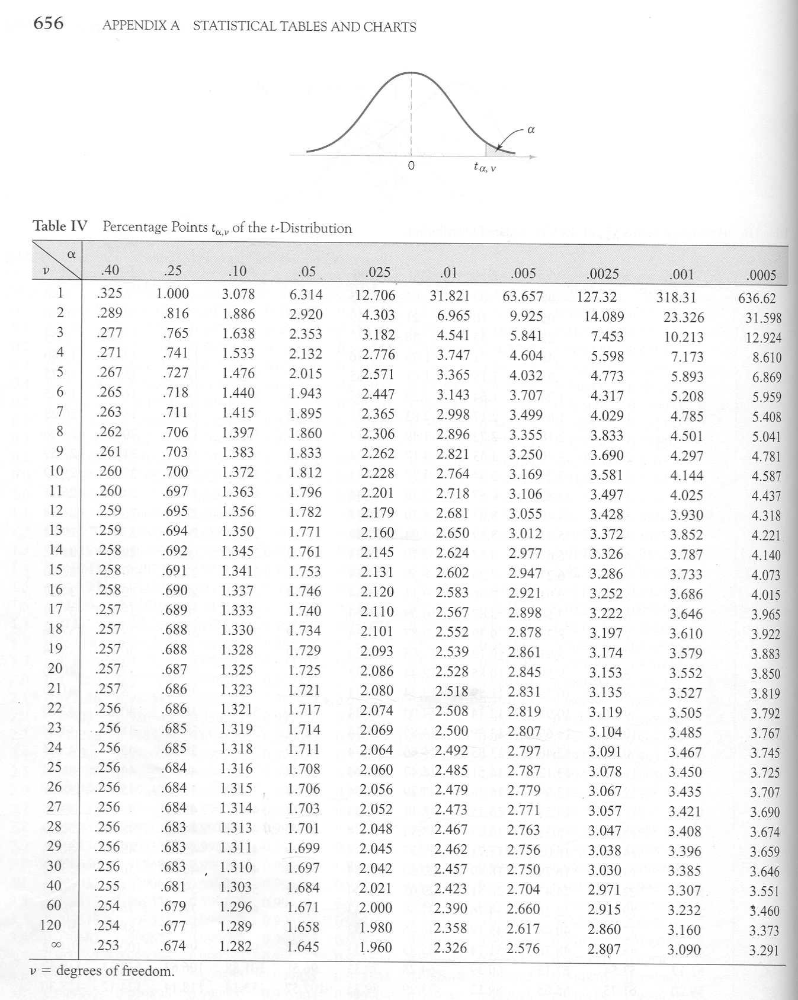 656 APPENDIX A STATISTICAL TABLES AND CHARTS
α
0 tα, ν
Table IV Percentage Points tα,ν of the t-Distribution
α
ν .40 .25 .10 .05 .025 .01 .005 .0025 .001 .0005
1 .325 1.000 3.078 6.314 12.706 31.821 63.657 127.32 318.31 636.62
2 .289 .816 1.886 2.920 4.303 6.965 9.925 14.089 23.326 31.598
3 .277 .765 1.638 2.353 3.182 4.541 5.841 7.453 10.213 12.924
4 .271 .741 1.533 2.132 2.776 3.747 4.604 5.598 7.173 8.610
5 .267 .727 1.476 2.015 2.571 3.365 4.032 4.773 5.893 6.869
6 .265 .718 1.440 1.943 2.447 3.143 3.707 4.317 5.208 5.959
7 .263 .711 1.415 1.895 2.365 2.998 3.499 4.029 4.785 5.408
8 .262 .706 1.397 1.860 2.306 2.896 3.355 3.833 4.501 5.041
9 .261 .703 1.383 1.833 2.262 2.821 3.250 3.690 4.297 4.781
10 .260 .700 1.372 1.812 2.228 2.764 3.169 3.581 4.144 4.587
11 .260 .697 1.363 1.796 2.201 2.718 3.106 3.497 4.025 4.437
12 .259 .695 1.356 1.782 2.179 2.681 3.055 3.428 3.930 4.318
13 .259 .694 1.350 1.771 2.160 2.650 3.012 3.372 3.852 4.221
14 .258 .692 1.345 1.761 2.145 2.624 2.977 3.326 3.787 4.140
15 .258 .691 1.341 1.753 2.131 2.602 2.947 3.286 3.733 4.073
16 .258 .690 1.337 1.746 2.120 2.583 2.921 3.252 3.686 4.015
17 .257 .689 1.333 1.740 2.110 2.567 2.898 3.222 3.646 3.965
18 .257 .688 1.330 1.734 2.101 2.552 2.878 3.197 3.610 3.922
19 .257 .688 1.328 1.729 2.093 2.539 2.861 3.174 3.579 3.883
20 .257 .687 1.325 1.725 2.086 2.528 2.845 3.153 3.552 3.850
21 .257 .686 1.323 1.721 2.080 2.518 2.831 3.135 3.527 3.819
22 .256 .686 1.321 1.717 2.074 2.508 2.819 3.119 3.505 3.792
23 .256 .685 1.319 1.714 2.069 2.500 2.807 3.104 3.485 3.767
24 .256 .685 1.318 1.711 2.064 2.492 2.797 3.091 3.467 3.745
25 .256 .684 1.316 1.708 2.060 2.485 2.787 3.078 3.450 3.725
26 .256 .684 1.315 1.706 2.056 2.479 2.779 3.067 3.435 3.707
27 .256 .684 1.314 1.703 2.052 2.473 2.771 3.057 3.421 3.690
28 .256 .683 1.313 1.701 2.048 2.467 2.763 3.047 3.408 3.674
29 .256 .683 1.311 1.699 2.045 2.462 2.756 3.038 3.396 3.659
30 .256 .683 1.310 1.697 2.042 2.457 2.750 3.030 3.385 3.646
40 .255 .681 1.303 1.684 2.021 2.423 2.704 2.971 3.307 3.551
60 .254 .679 1.296 1.671 2.000 2.390 2.660 2.915 3.232 3.460
120 .254 .677 1.289 1.658 1.980 2.358 2.617 2.860 3.160 3.373
∞ .253 .674 1.282 1.645 1.960 2.326 2.576 2.807 3.090 3.291
ν = degrees of freedom.